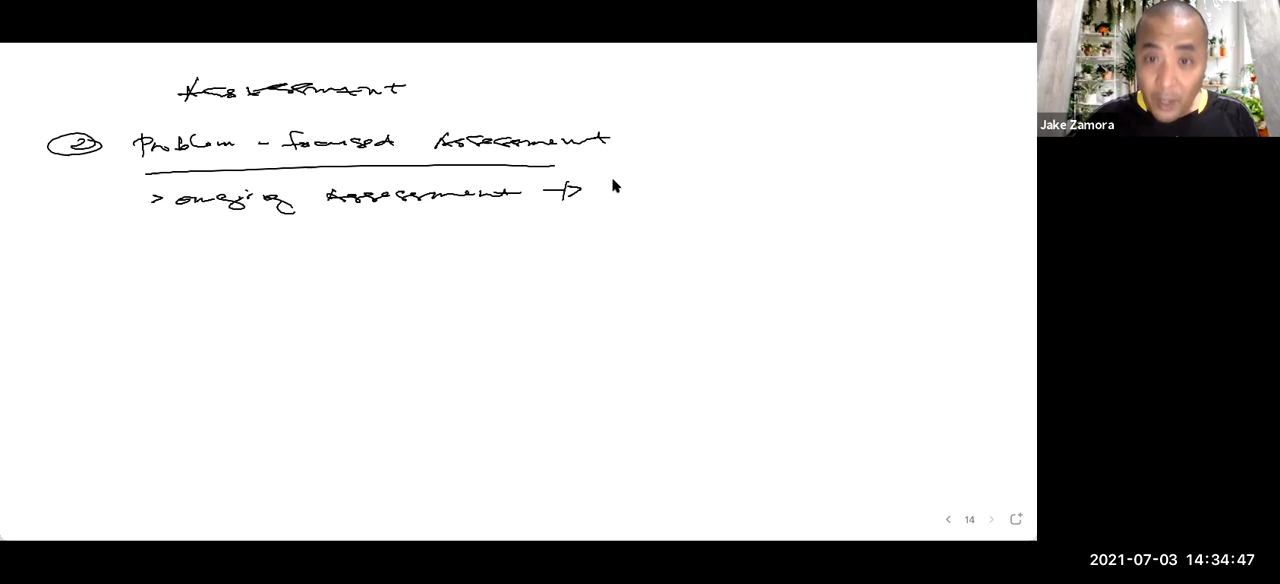 Assessment
② Problem - focused Assessment
> ongoing Assessment →
Jake Zamora
< 14 >
2021-07-03 14:34:47